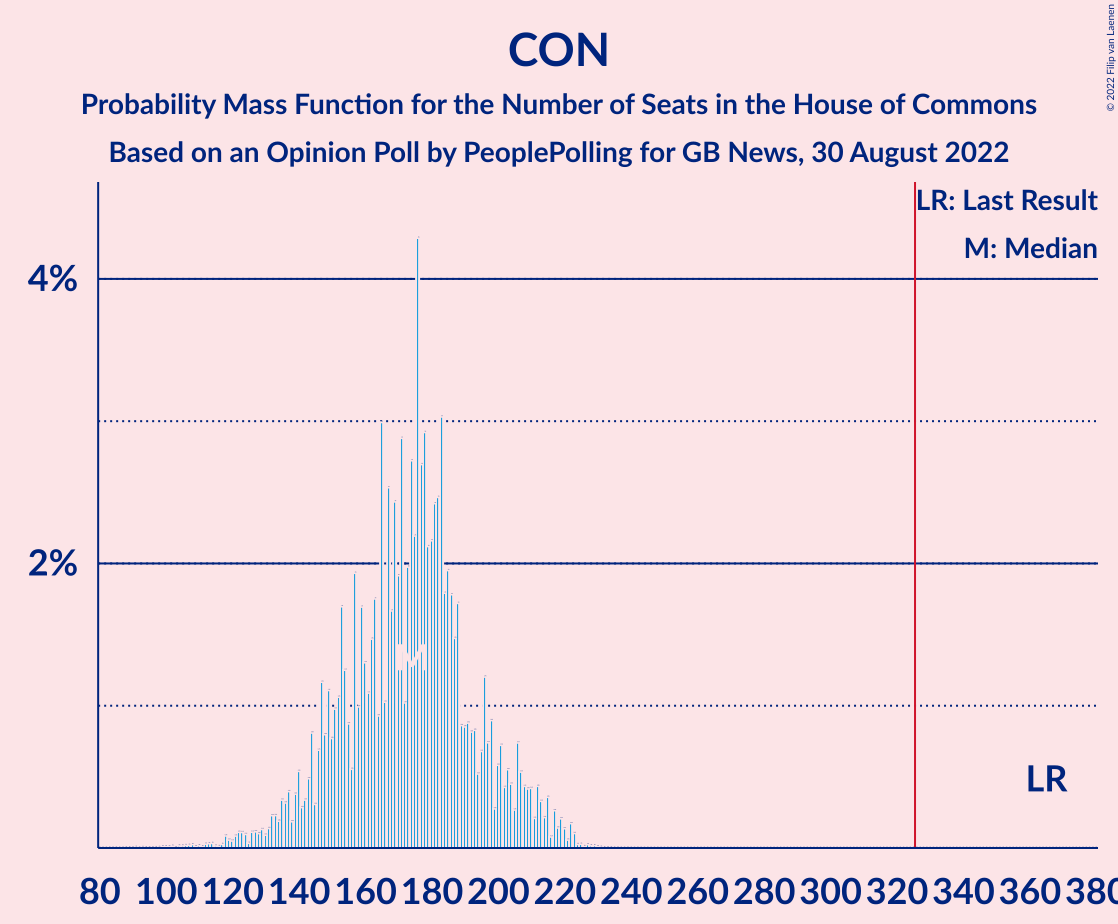 CON
Probability Mass Function for the Number of Seats in the House of Commons
Based on an Opinion Poll by PeoplePolling for GB News, 30 August 2022
© 2022 Filip van Laenen
LR: Last Result
M: Median
4%
2%
M
LR
80 100 120 140 160 180 200 220 240 260 280 300 320 340 360 380